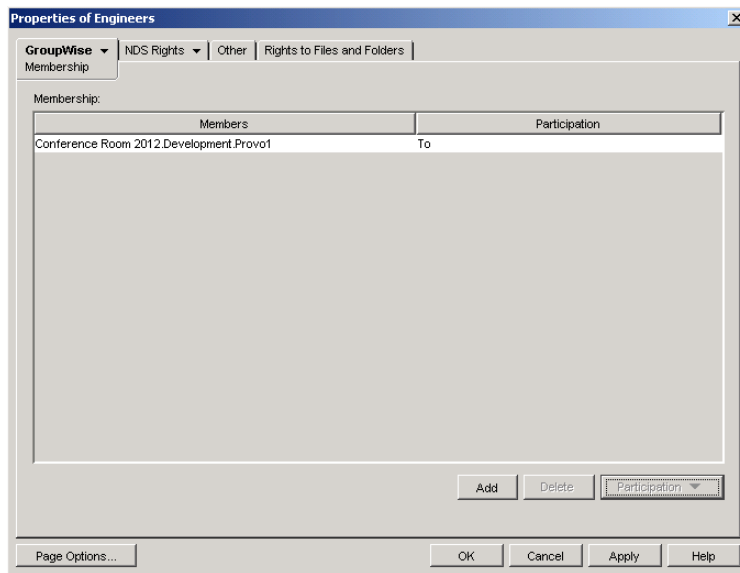 Properties of Engineers
GroupWise NDS Rights Other Rights to Files and Folders
Membership
Membership:
Members Participation
Conference Room 2012.Development.Provo1 To
Add Delete Participation
Page Options... OK Cancel Apply Help